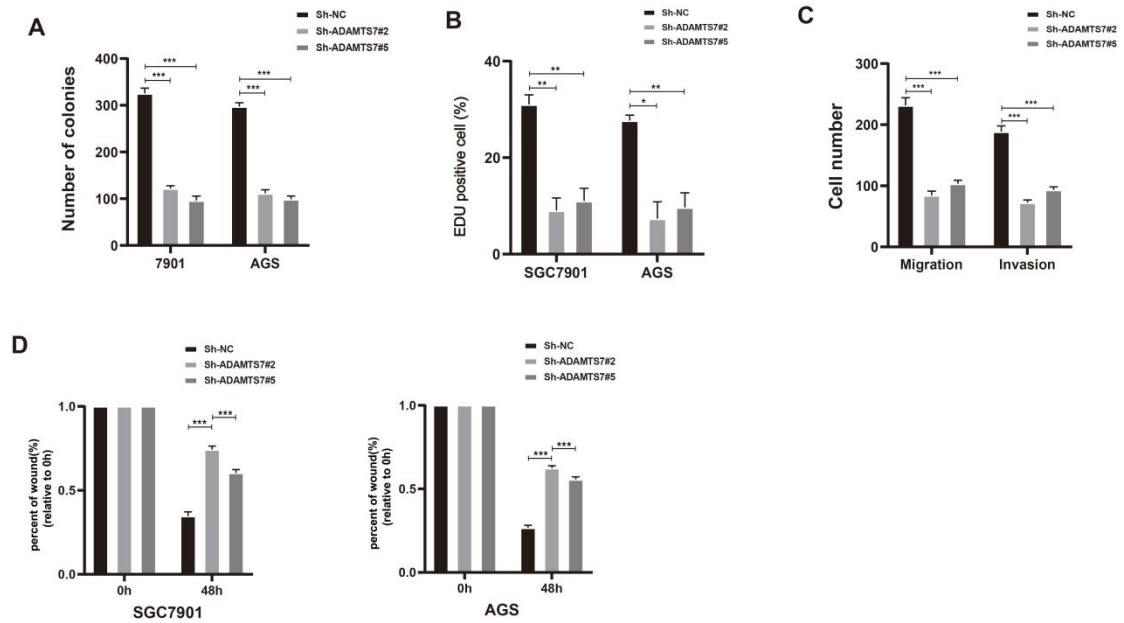 A
Sh-NC
Sh-ADAMTS7#2
Sh-ADAMTS7#5
Number of colonies
400
300
200
100
0
***
***
***
***
7901
AGS
B
Sh-NC
Sh-ADAMTS7#2
Sh-ADAMTS7#5
EDU positive cell (%)
40
20
0
**
**
**
*
SGC7901
AGS
C
Sh-NC
Sh-ADAMTS7#2
Sh-ADAMTS7#5
Cell number
300
200
100
0
***
***
***
***
Migration
Invasion
D
Sh-NC
Sh-ADAMTS7#2
Sh-ADAMTS7#5
percent of wound(%)
(relative to 0h)
1.0
0.5
0.0
***
***
0h
48h
SGC7901
Sh-NC
Sh-ADAMTS7#2
Sh-ADAMTS7#5
percent of wound(%)
(relative to 0h)
1.0
0.5
0.0
***
***
0h
48h
AGS